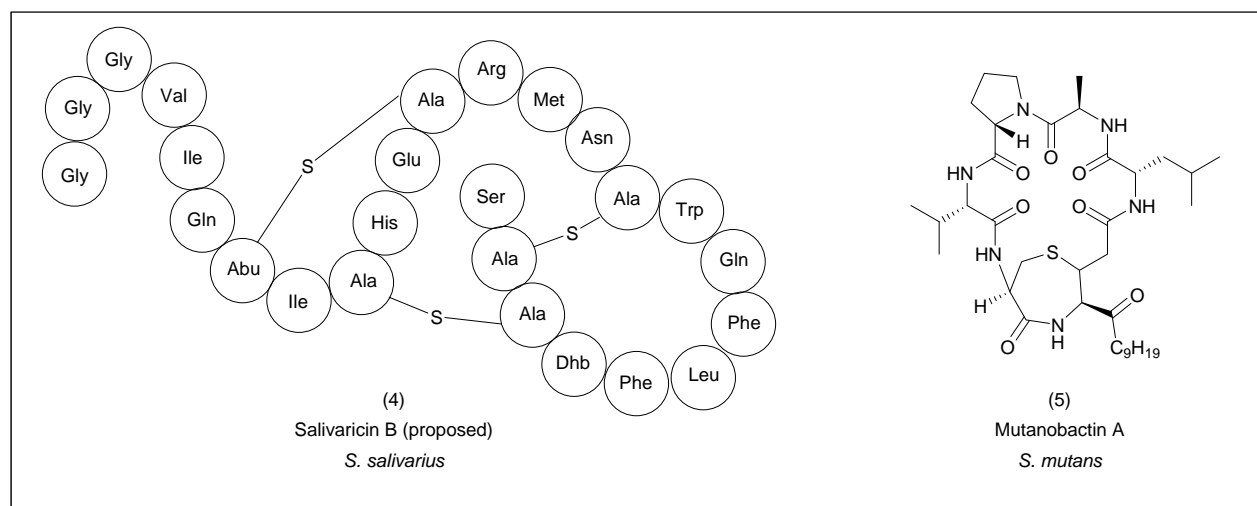 Gly
Gly
Gly
Val
Ile
Gln
Abu
Ile
Ala
His
Glu
Ala
Arg
Met
Asn
Ala
Trp
Gln
Phe
Leu
Phe
Dhb
Ala
Ala
Ser
S
S
S
(4)
Salivaricin B (proposed)
S. salivarius
N
H
O
O
NH
O
HN
O
O
NH
O
HN
S
H
O
N
H
O
C9H19
(5)
Mutanobactin A
S. mutans